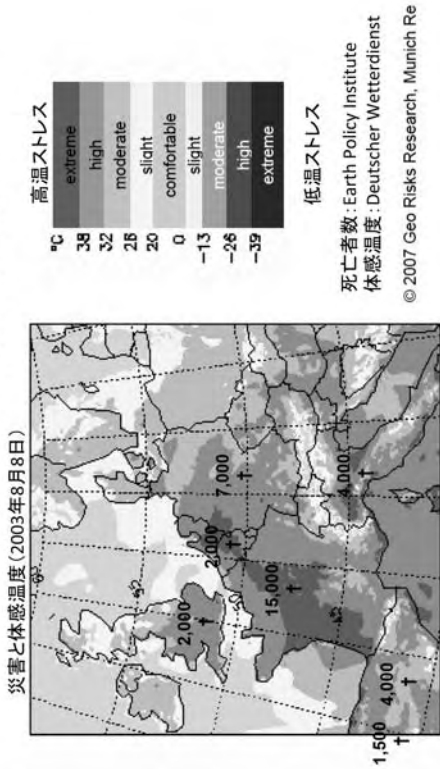 災害と体感温度(2003年8月8日)
2,000
2,000
7,000
15,000
4,000
4,000
1,500
高温ストレス
°C
extreme
38
high
32
moderate
26
slight
20
comfortable
0
slight
-13
moderate
-26
high
-39
extreme
低温ストレス
死亡者数:Earth Policy Institute
体感温度:Deutscher Wetterdienst
© 2007 Geo Risks Research, Munich Re